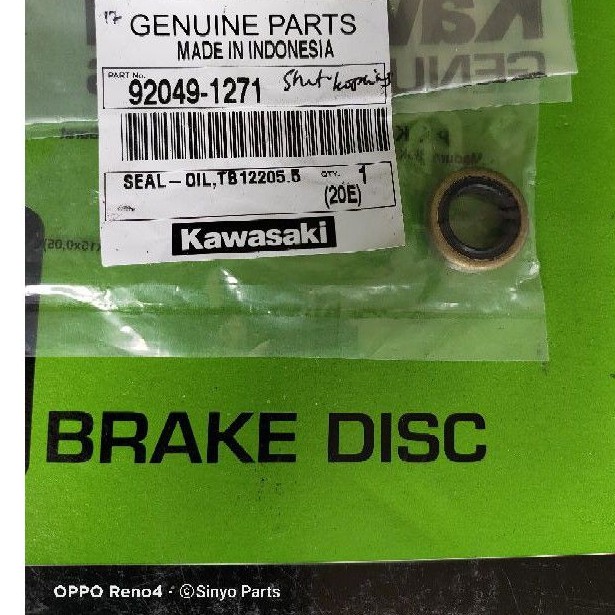 17
GENUINE PARTS
MADE IN INDONESIA
PART No.
92049-1271
SEAL-OIL,TB12205.5
QTY.
1
(20E)
Kawasaki
BRAKE DISC
OPPO Reno4 · ©Sinyo Parts